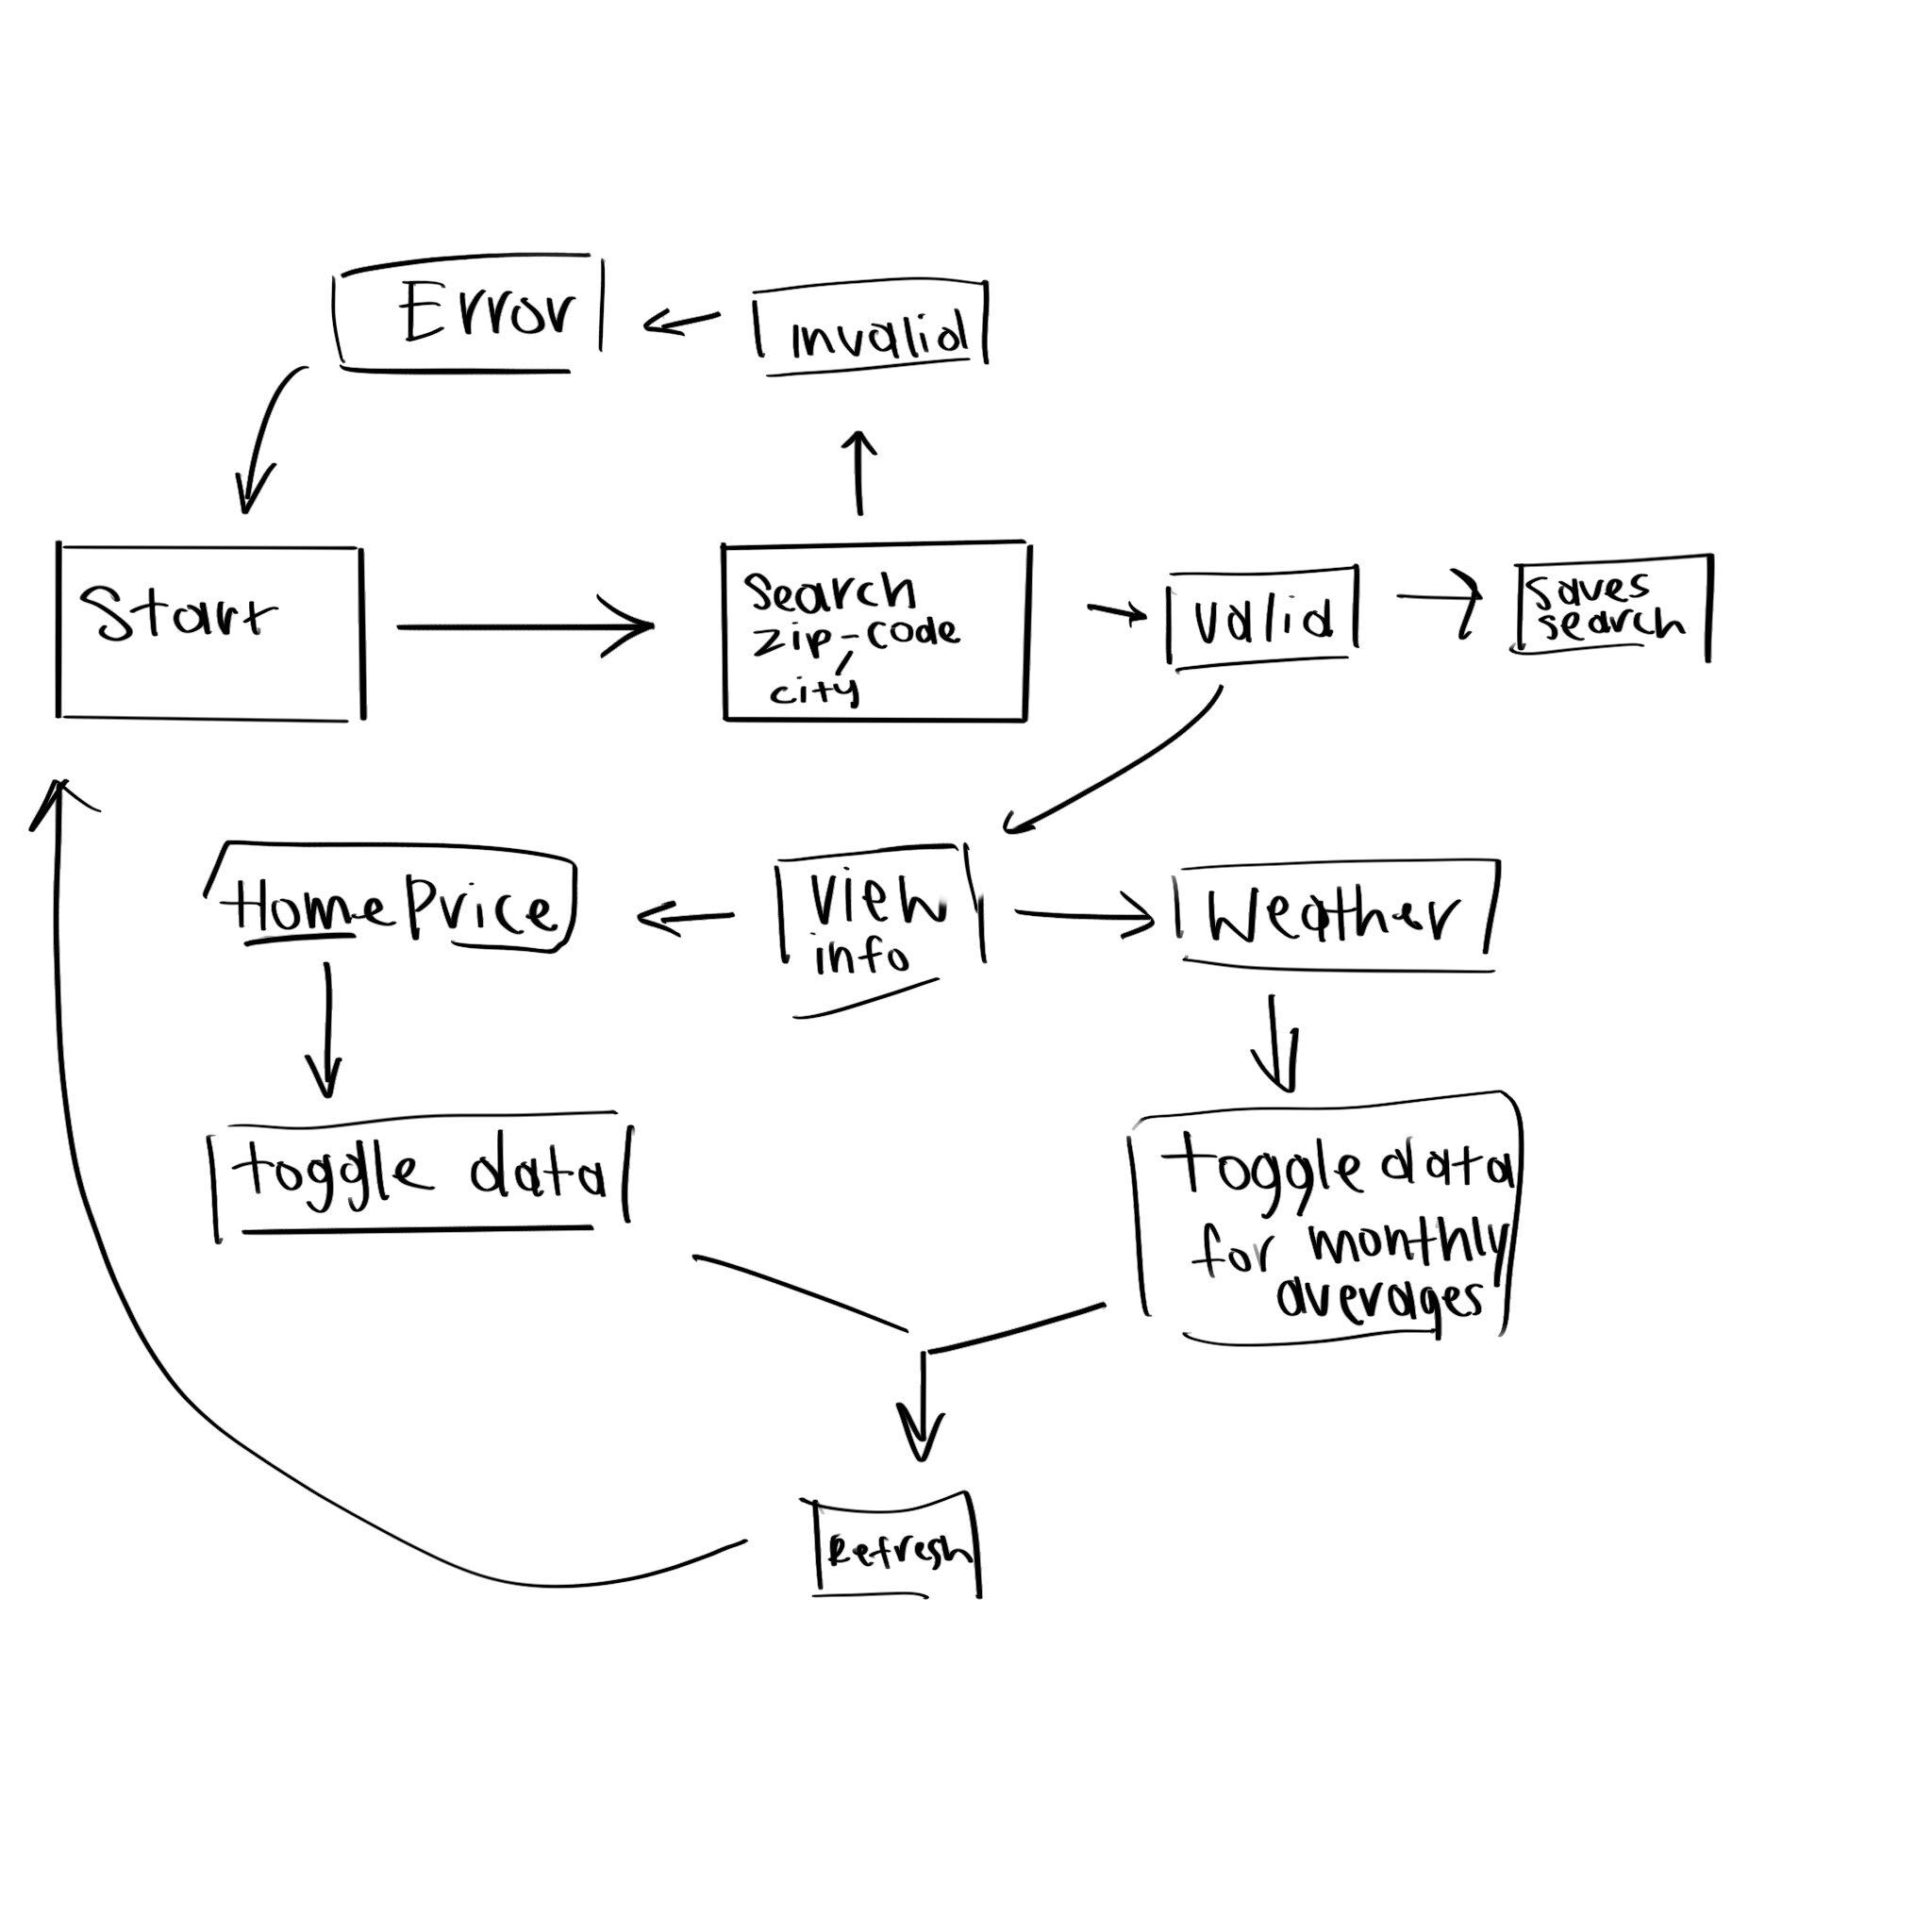 Error
Invalid
Start
Search
zip-code
/
city
valid
saves
search
Home Price
View
info
Weather
toggle data
toggle data
for monthly
averages
Refresh